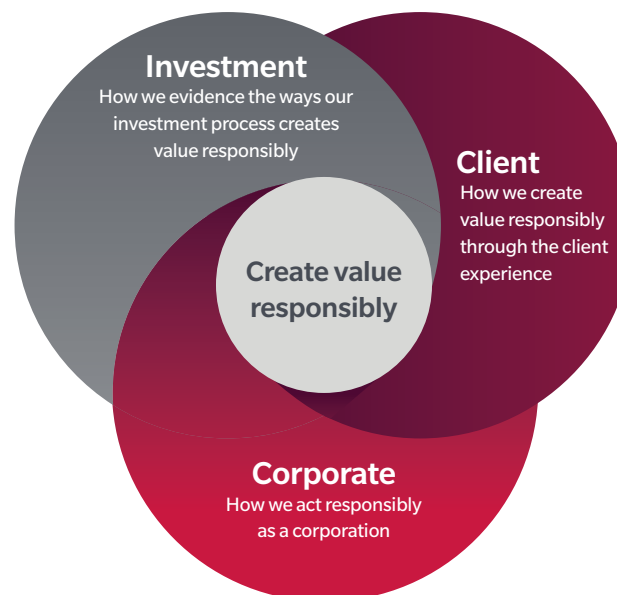 Investment
How we evidence the ways our
investment process creates
value responsibly
Client
How we create
value responsibly
through the client
experience
Create value
responsibly
Corporate
How we act responsibly
as a corporation